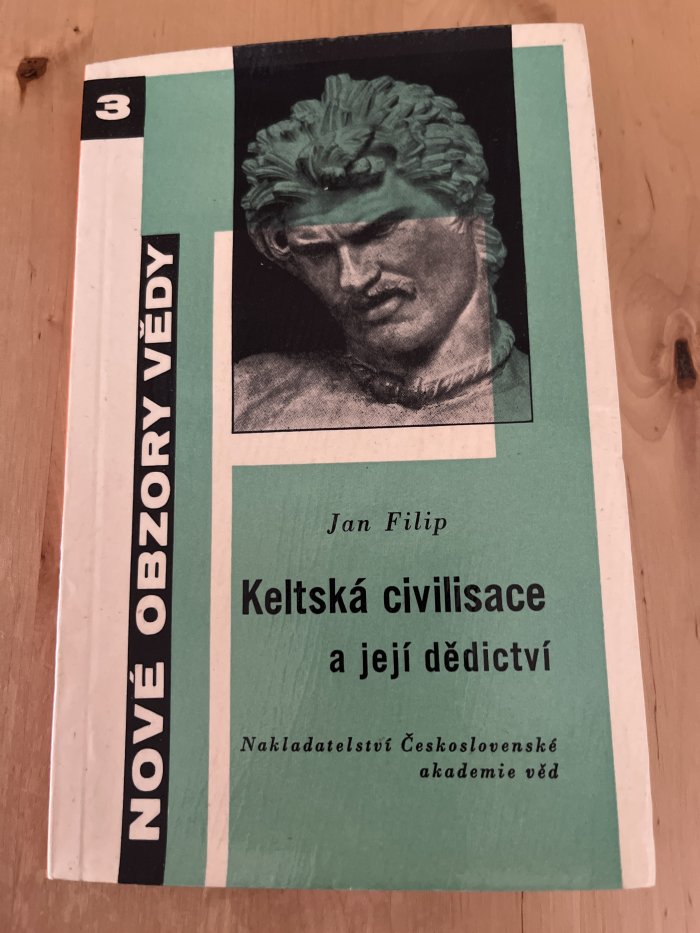 3
NOVÉ OBZORY VĚDY
Jan Filip
Keltská civilisace
a její dědictví
Nakladatelství Československé
akademie věd